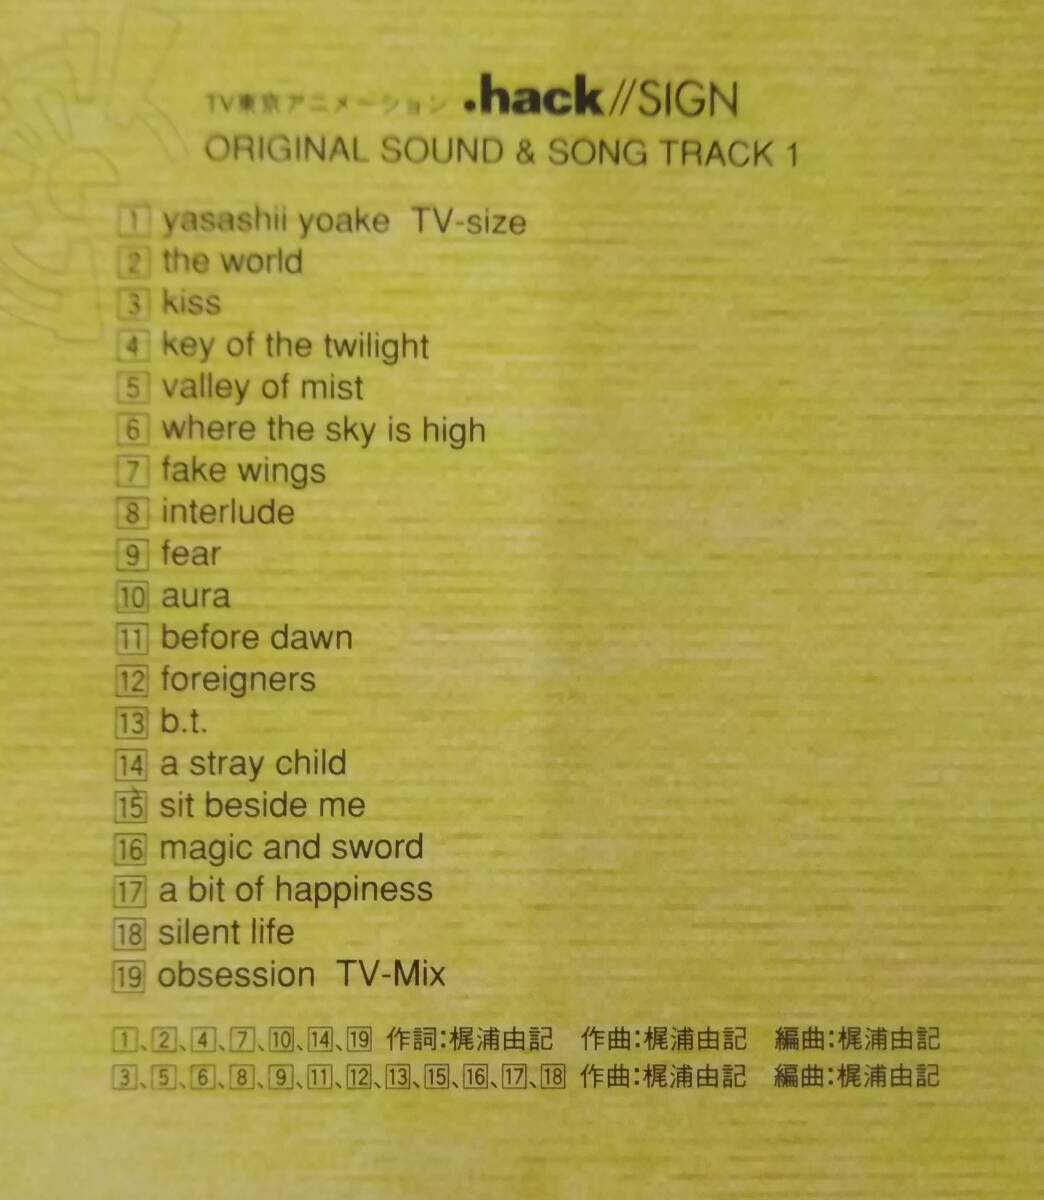 TV東京アニメーション .hack//SIGN
ORIGINAL SOUND & SONG TRACK 1
1 yasashii yoake TV-size
2 the world
3 kiss
4 key of the twilight
5 valley of mist
6 where the sky is high
7 fake wings
8 interlude
9 fear
10 aura
11 before dawn
12 foreigners
13 b.t.
14 a stray child
15 sit beside me
16 magic and sword
17 a bit of happiness
18 silent life
19 obsession TV-Mix
1、2、4、7、10、14、19 作詞:梶浦由記 作曲:梶浦由記 編曲:梶浦由記
3、5、6、8、9、11、12、13、15、16、17、18 作曲:梶浦由記 編曲:梶浦由記